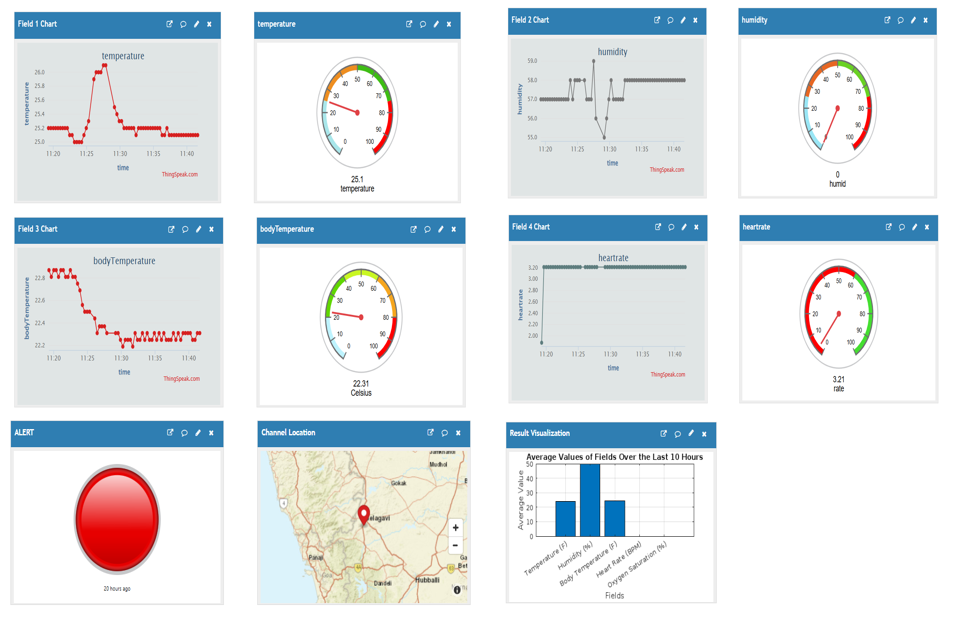 Field 1 Chart
temperature
temperature
26.0
25.8
25.6
25.4
25.2
25.0
11:20 11:25 11:30 11:35 11:40
time
ThingSpeak.com
temperature
0 10 20 30 40 50 60 70 80 90 100
25.1
temperature
Field 2 Chart
humidity
humidity
59.0
58.0
57.0
56.0
55.0
11:20 11:25 11:30 11:35 11:40
time
ThingSpeak.com
humidity
0 10 20 30 40 50 60 70 80 90 100
0
humid
Field 3 Chart
bodyTemperature
bodyTemperature
22.8
22.6
22.4
22.2
11:20 11:25 11:30 11:35 11:40
time
ThingSpeak.com
bodyTemperature
0 10 20 30 40 50 60 70 80 90 100
22.31
Celsius
Field 4 Chart
heartrate
heartrate
3.20
3.00
2.80
2.60
2.40
2.20
2.00
11:20 11:25 11:30 11:35 11:40
time
ThingSpeak.com
heartrate
0 10 20 30 40 50 60 70 80 90 100
3.21
rate
ALERT
20 hours ago
Channel Location
Mudhol
Gokak
Belagavi
Panaji
Dandeli
Hubballi
Ga
Bet
+
−
Result Visualization
Average Values of Fields Over the Last 10 Hours
Average Value
50
40
30
20
10
0
Temperature (F)
Humidity (%)
Body Temperature (F)
Heart Rate (BPM)
Oxygen Saturation (%)
Fields